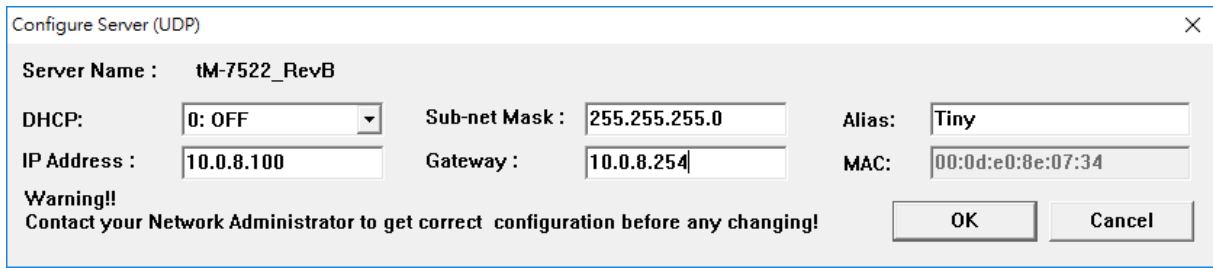 Configure Server (UDP)
Server Name : tM-7522_RevB
DHCP: 0: OFF Sub-net Mask : 255.255.255.0 Alias: Tiny
IP Address : 10.0.8.100 Gateway : 10.0.8.254 MAC: 00:0d:e0:8e:07:34
Warning!!
Contact your Network Administrator to get correct configuration before any changing!
OK Cancel